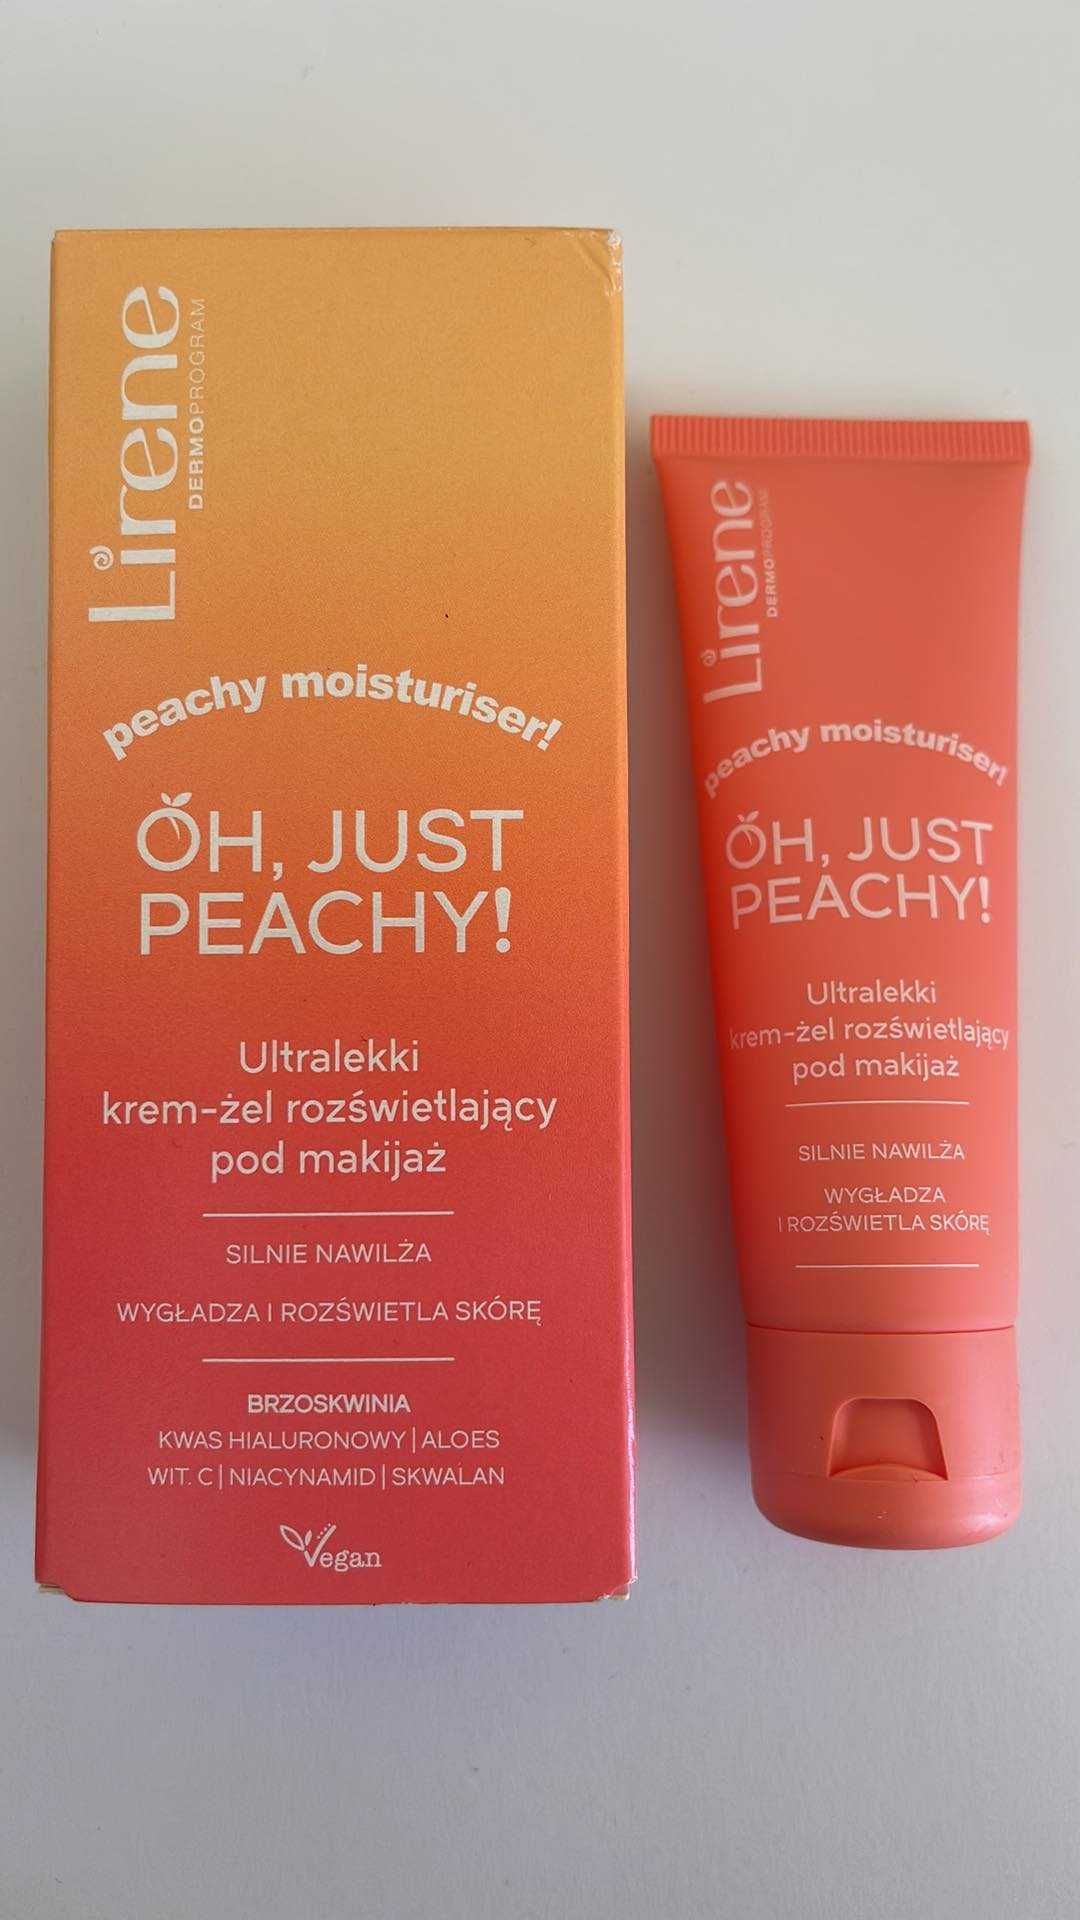 Lirene
DERMOPROGRAM
peachy moisturiser!
OH, JUST
PEACHY!
Ultralekki
krem-żel rozświetlający
pod makijaż
SILNIE NAWILŻA
WYGŁADZA I ROZŚWIETLA SKÓRĘ
BRZOSKWINIA
KWAS HIALURONOWY | ALOES
WIT. C | NIACYNAMID | SKWALAN
Vegan
Lirene
DERMOPROGRAM
peachy moisturiser!
OH, JUST
PEACHY!
Ultralekki
krem-żel rozświetlający
pod makijaż
SILNIE NAWILŻA
WYGŁADZA
I ROZŚWIETLA SKÓRĘ